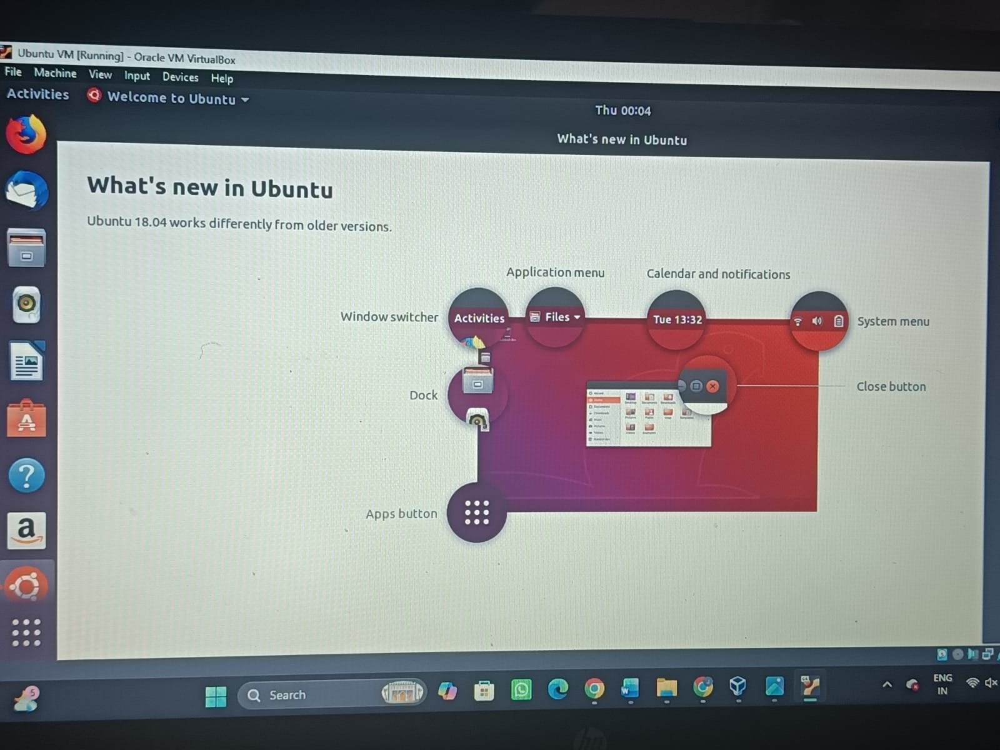 Ubuntu VM [Running] - Oracle VM VirtualBox
File Machine View Input Devices Help
Activities Welcome to Ubuntu
Thu 00:04
What's new in Ubuntu
What's new in Ubuntu
Ubuntu 18.04 works differently from older versions.
Application menu Calendar and notifications
Window switcher Activities Files Tue 13:32 System menu
Dock Close button
Apps button
a
5
Search
W
ENG
IN
hp